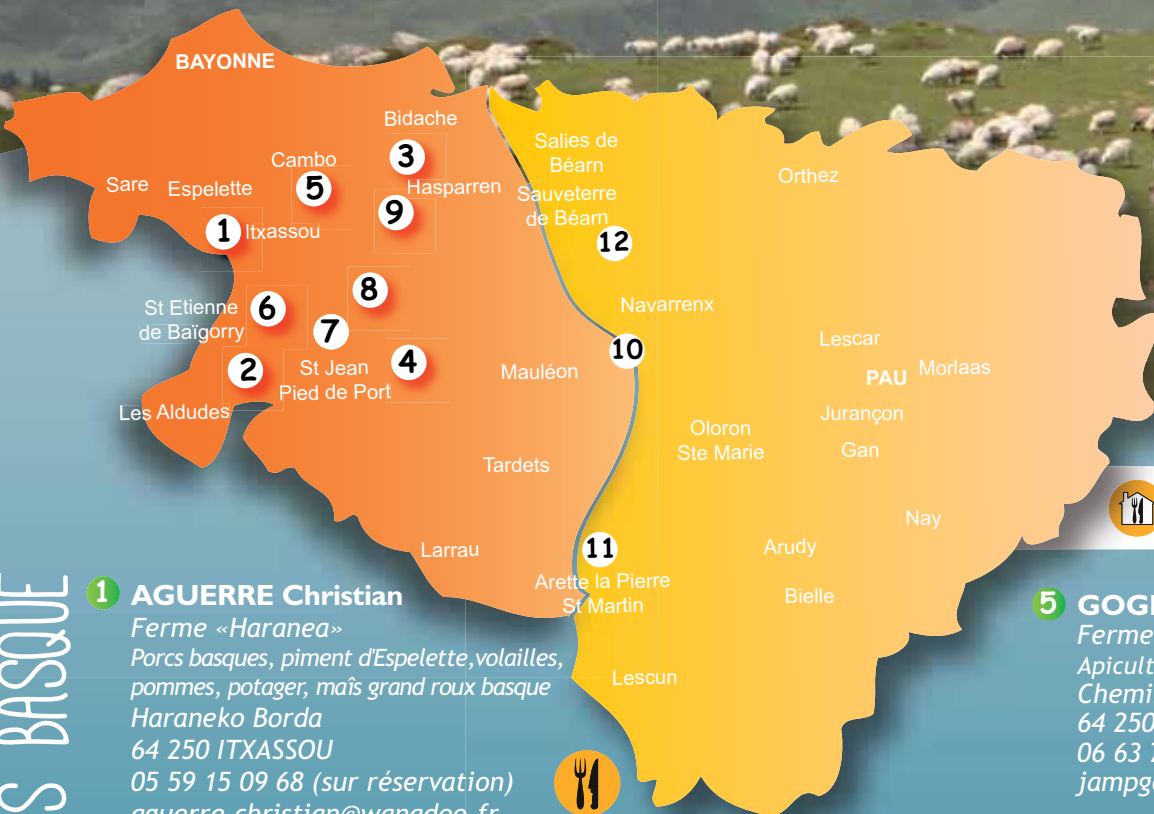 BAYONNE
Bidache
3
Cambo
5
Hasparren
Sare
Espelette
9
1
Itxassou
Salies de
Béarn
Sauveterre
de Béarn
12
Orthez
8
St Etienne
de Baïgorry
6
7
2
St Jean
Pied de Port
4
Les Aldudes
Mauléon
Navarrenx
10
Lescar
PAU
Morlaas
Jurançon
Oloron
Ste Marie
Gan
Tardets
Nay
Larrau
11
Arudy
Arette la Pierre
St Martin
Bielle
Lescun
S BASQUE
1 AGUERRE Christian
Ferme «Haranea»
Porcs basques, piment d'Espelette,volailles,
pommes, potager, maîs grand roux basque
Haraneko Borda
64 250 ITXASSOU
05 59 15 09 68 (sur réservation)
aguerre.christian@wanadoo.fr
5 GOG
Ferme
Apicult
Chemi
64 250
06 63
jampg